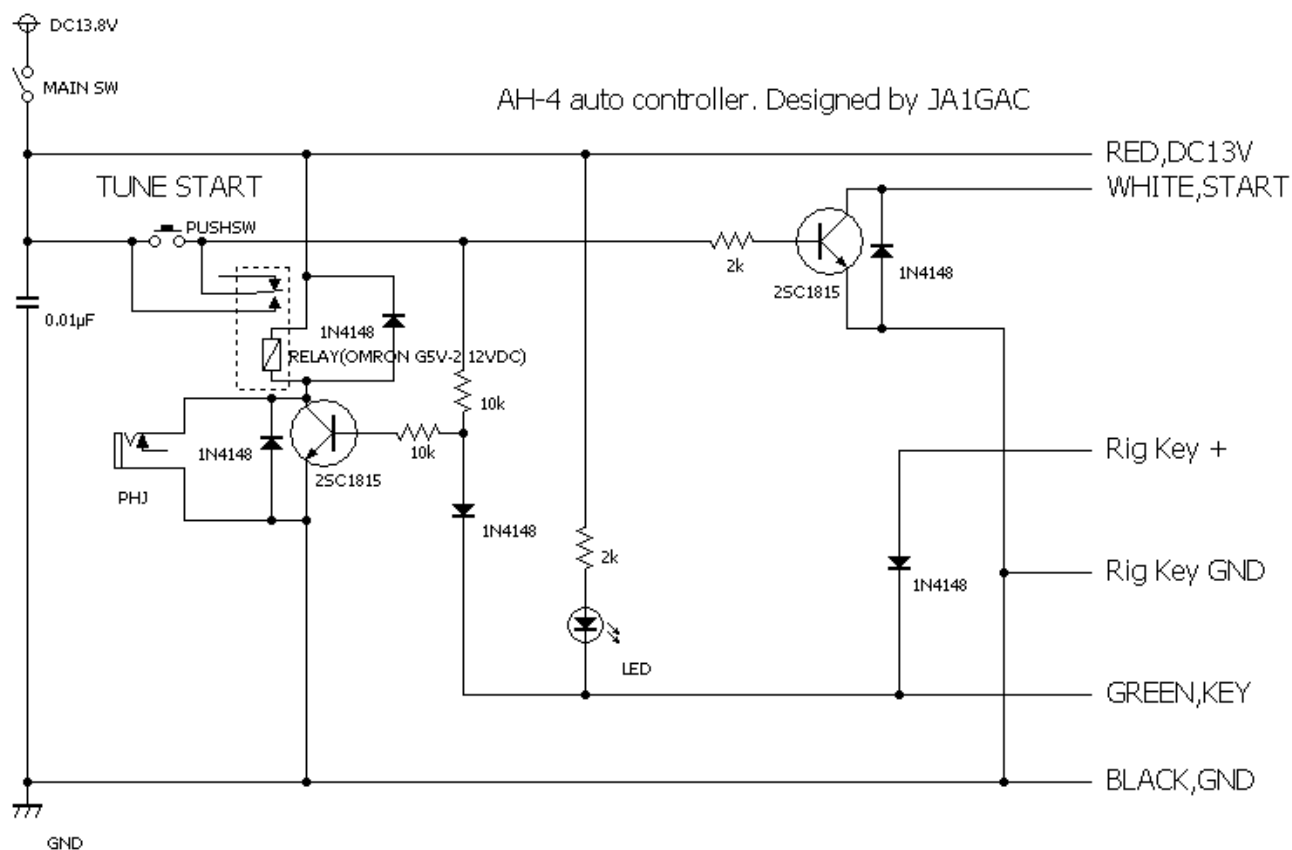 DC13.8V
MAIN SW
AH-4 auto controller. Designed by JA1GAC
RED,DC13V
TUNE START
WHITE,START
PUSHSW
2k
1N4148
2SC1815
0.01µF
1N4148
RELAY(OMRON G5V-2 12VDC)
10k
10k
1N4148
2SC1815
PHJ
Rig Key +
1N4148
2k
1N4148
Rig Key GND
LED
GREEN,KEY
BLACK,GND
GND